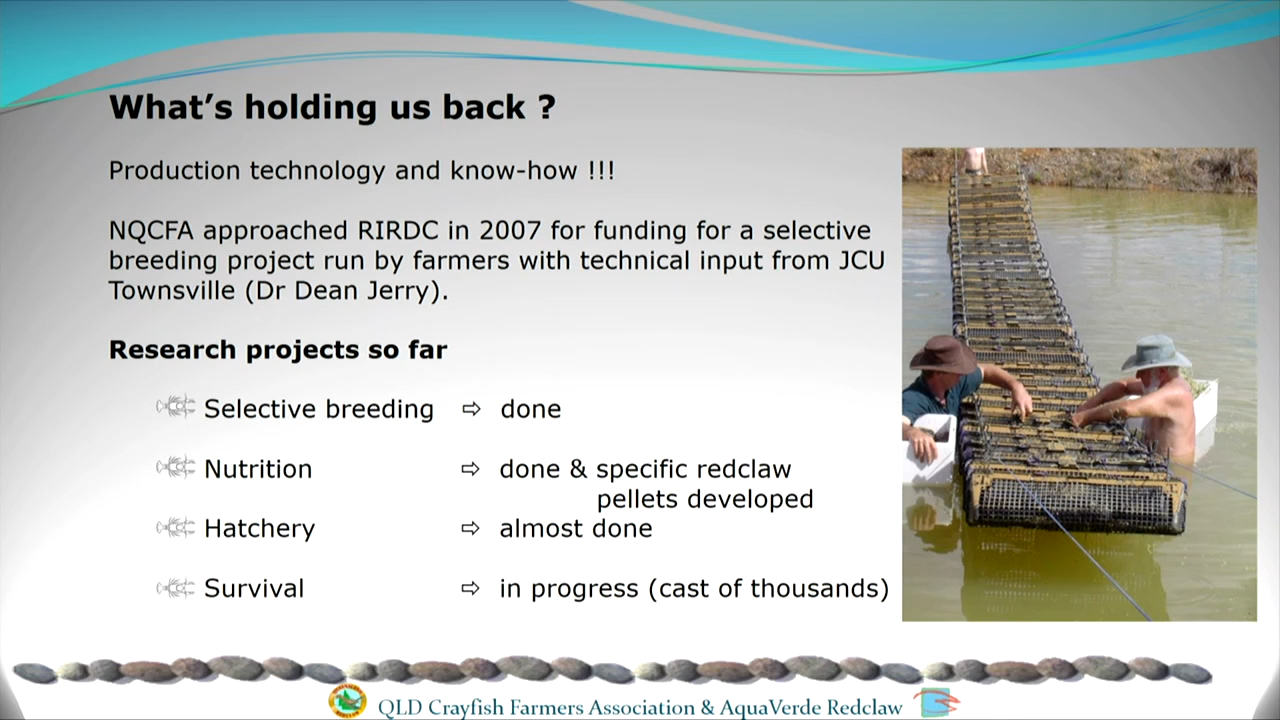 What's holding us back ?
Production technology and know-how !!!
NQCFA approached RIRDC in 2007 for funding for a selective
breeding project run by farmers with technical input from JCU
Townsville (Dr Dean Jerry).
Research projects so far
Selective breeding ⇨ done
Nutrition ⇨ done & specific redclaw
pellets developed
Hatchery ⇨ almost done
Survival ⇨ in progress (cast of thousands)
QLD Crayfish Farmers Association & AquaVerde Redclaw